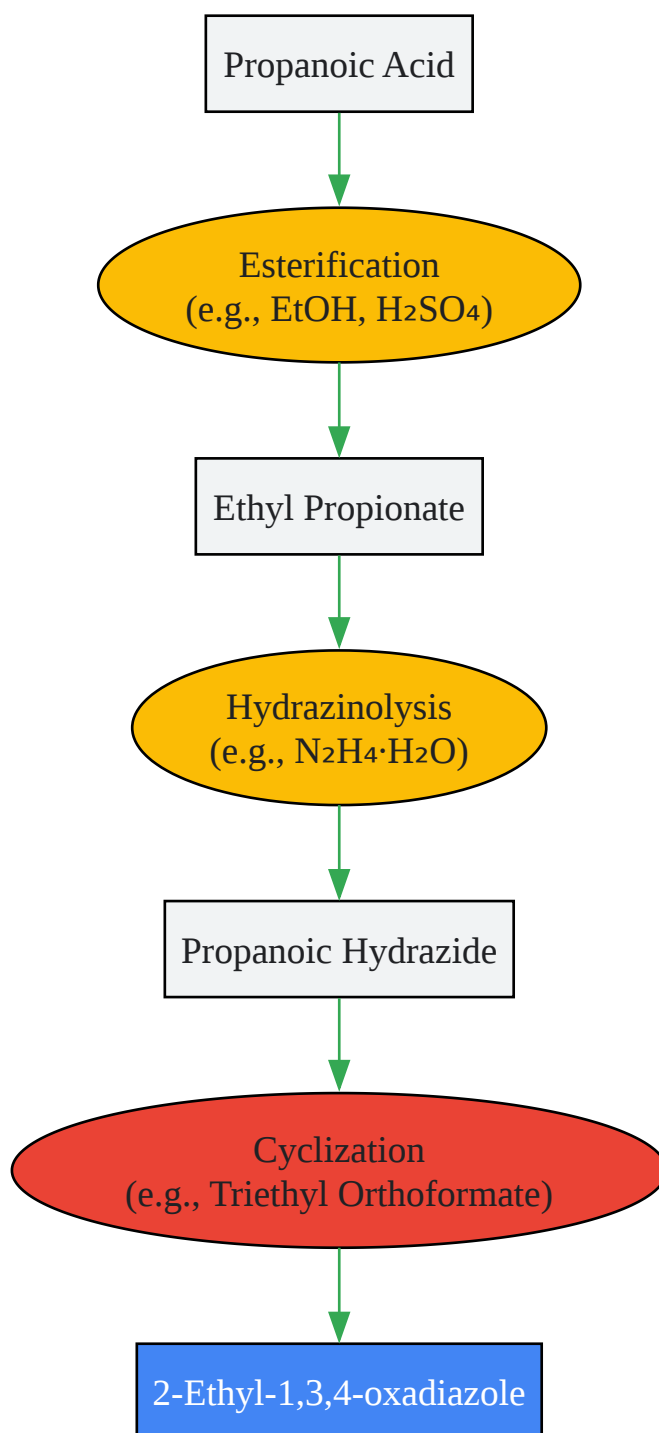 Propanoic Acid
Esterification
(e.g., EtOH, H₂SO₄)
Ethyl Propionate
Hydrazinolysis
(e.g., N₂H₄·H₂O)
Propanoic Hydrazide
Cyclization
(e.g., Triethyl Orthoformate)
2-Ethyl-1,3,4-oxadiazole